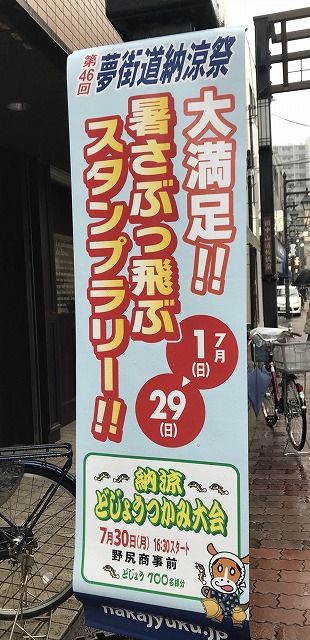 第46回
夢街道納涼祭
大満足!!
暑さぶっ飛ぶ
スタンプラリー!!
7月
1
(日)
29
(日)
納涼
どじょうつかみ大会
7月30日(月) 16:30スタート
野尻商事前
どじょう 700名様分
nakajyuku.jp